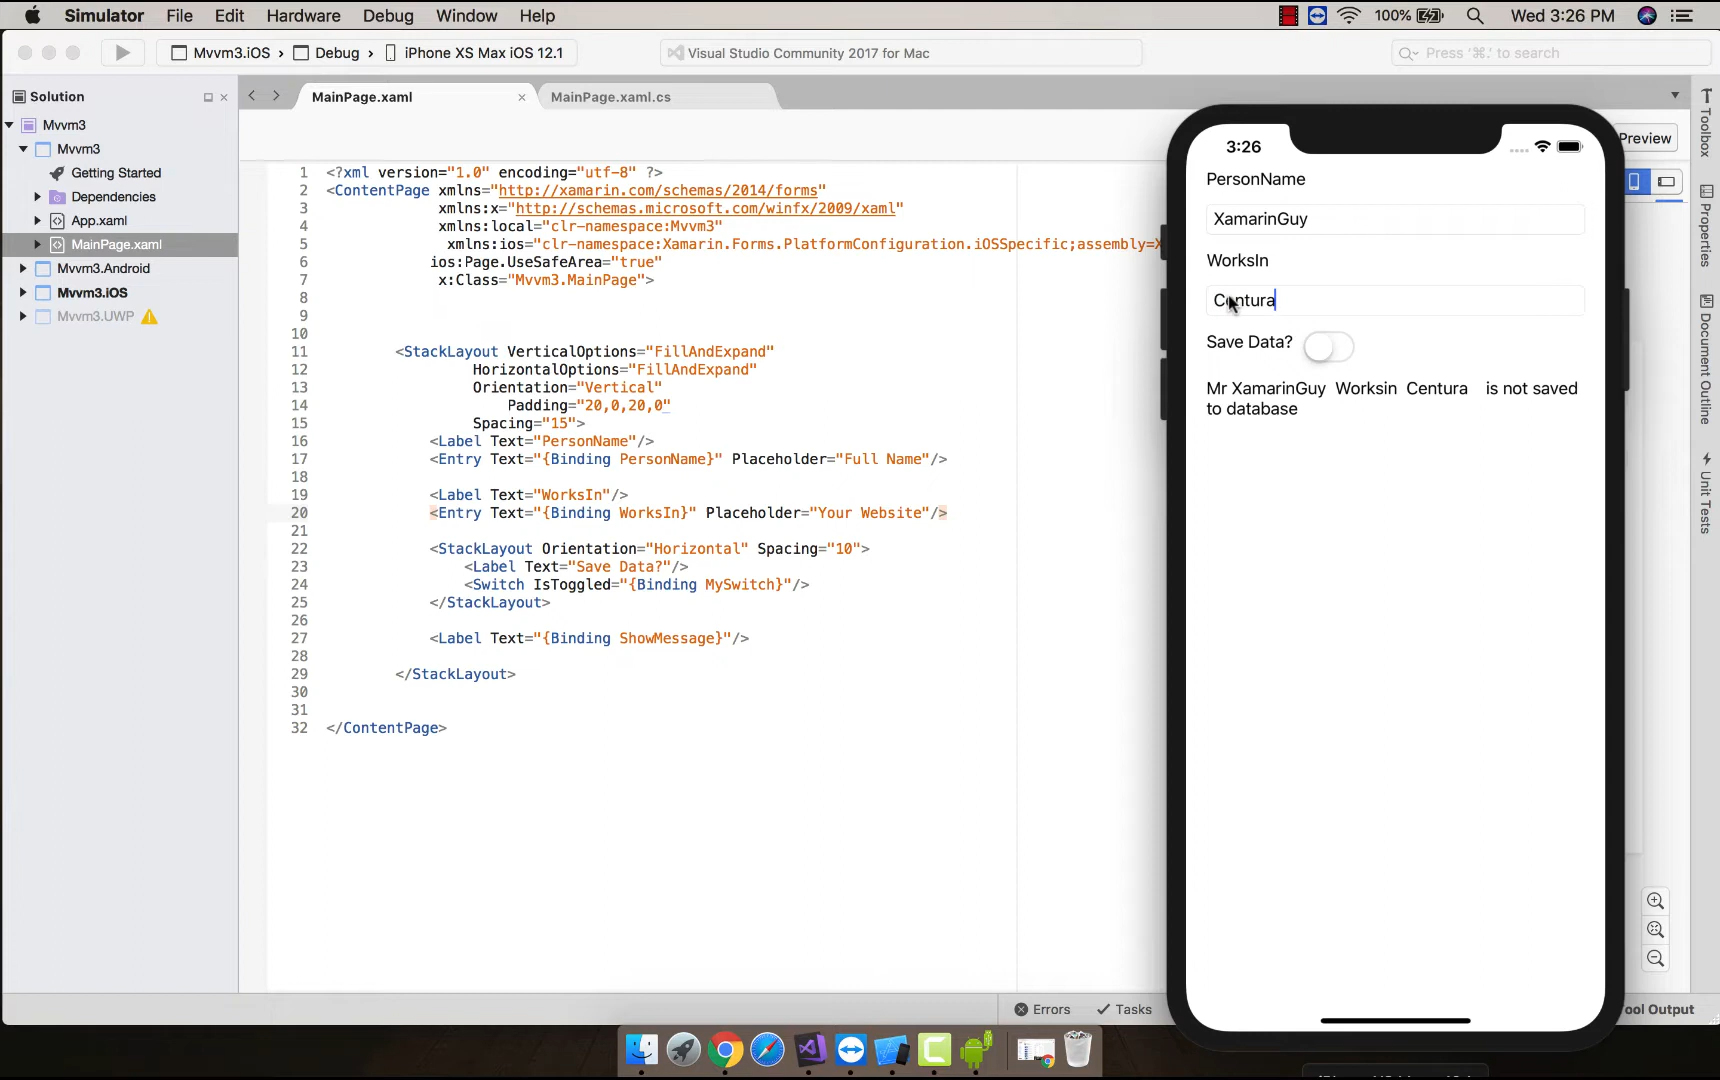 Simulator File Edit Hardware Debug Window Help 100% Wed 3:26 PM
Mvvm3.iOS › Debug › iPhone XS Max iOS 12.1
Visual Studio Community 2017 for Mac
Press ‘⌘.’ to search
Solution
Mvvm3
Mvvm3
Getting Started
Dependencies
App.xaml
MainPage.xaml
Mvvm3.Android
Mvvm3.iOS
Mvvm3.UWP
MainPage.xaml
MainPage.xaml.cs
1 <?xml version="1.0" encoding="utf-8" ?>
2 <ContentPage xmlns="http://xamarin.com/schemas/2014/forms"
3 xmlns:x="http://schemas.microsoft.com/winfx/2009/xaml"
4 xmlns:local="clr-namespace:Mvvm3"
5 xmlns:ios="clr-namespace:Xamarin.Forms.PlatformConfiguration.iOSSpecific;assembly=X
6 ios:Page.UseSafeArea="true"
7 x:Class="Mvvm3.MainPage">
8
9
10
11 <StackLayout VerticalOptions="FillAndExpand"
12 HorizontalOptions="FillAndExpand"
13 Orientation="Vertical"
14 Padding="20,0,20,0"
15 Spacing="15">
16 <Label Text="PersonName"/>
17 <Entry Text="{Binding PersonName}" Placeholder="Full Name"/>
18
19 <Label Text="WorksIn"/>
20 <Entry Text="{Binding WorksIn}" Placeholder="Your Website"/>
21
22 <StackLayout Orientation="Horizontal" Spacing="10">
23 <Label Text="Save Data?"/>
24 <Switch IsToggled="{Binding MySwitch}"/>
25 </StackLayout>
26
27 <Label Text="{Binding ShowMessage}"/>
28
29 </StackLayout>
30
31
32 </ContentPage>
Preview
3:26
PersonName
XamarinGuy
WorksIn
Centura
Save Data?
Mr XamarinGuy Worksin Centura is not saved
to database
Toolbox
Properties
Document Outline
Unit Tests
Errors
Tasks
ool Output